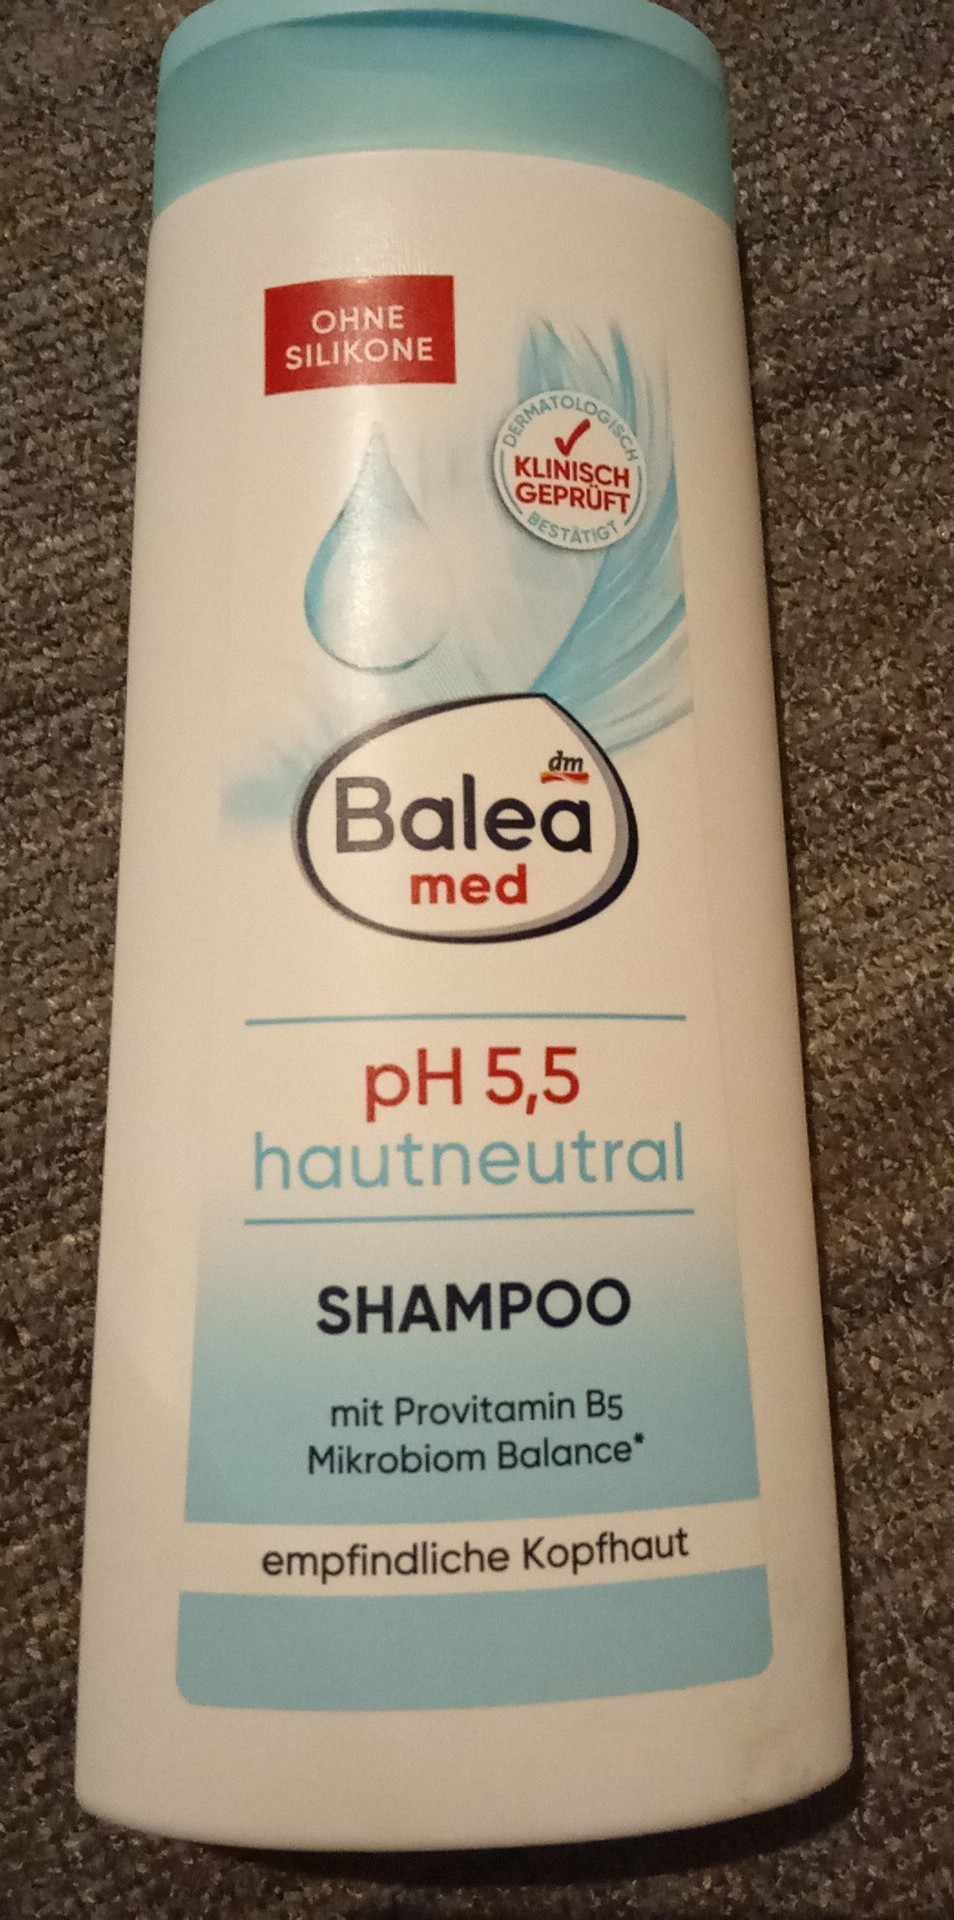 OHNE
SILIKONE
DERMATOLOGISCH
KLINISCH
GEPRÜFT
BESTÄTIGT
dm
Balea
med
pH 5,5
hautneutral
SHAMPOO
mit Provitamin B5
Mikrobiom Balance*
empfindliche Kopfhaut